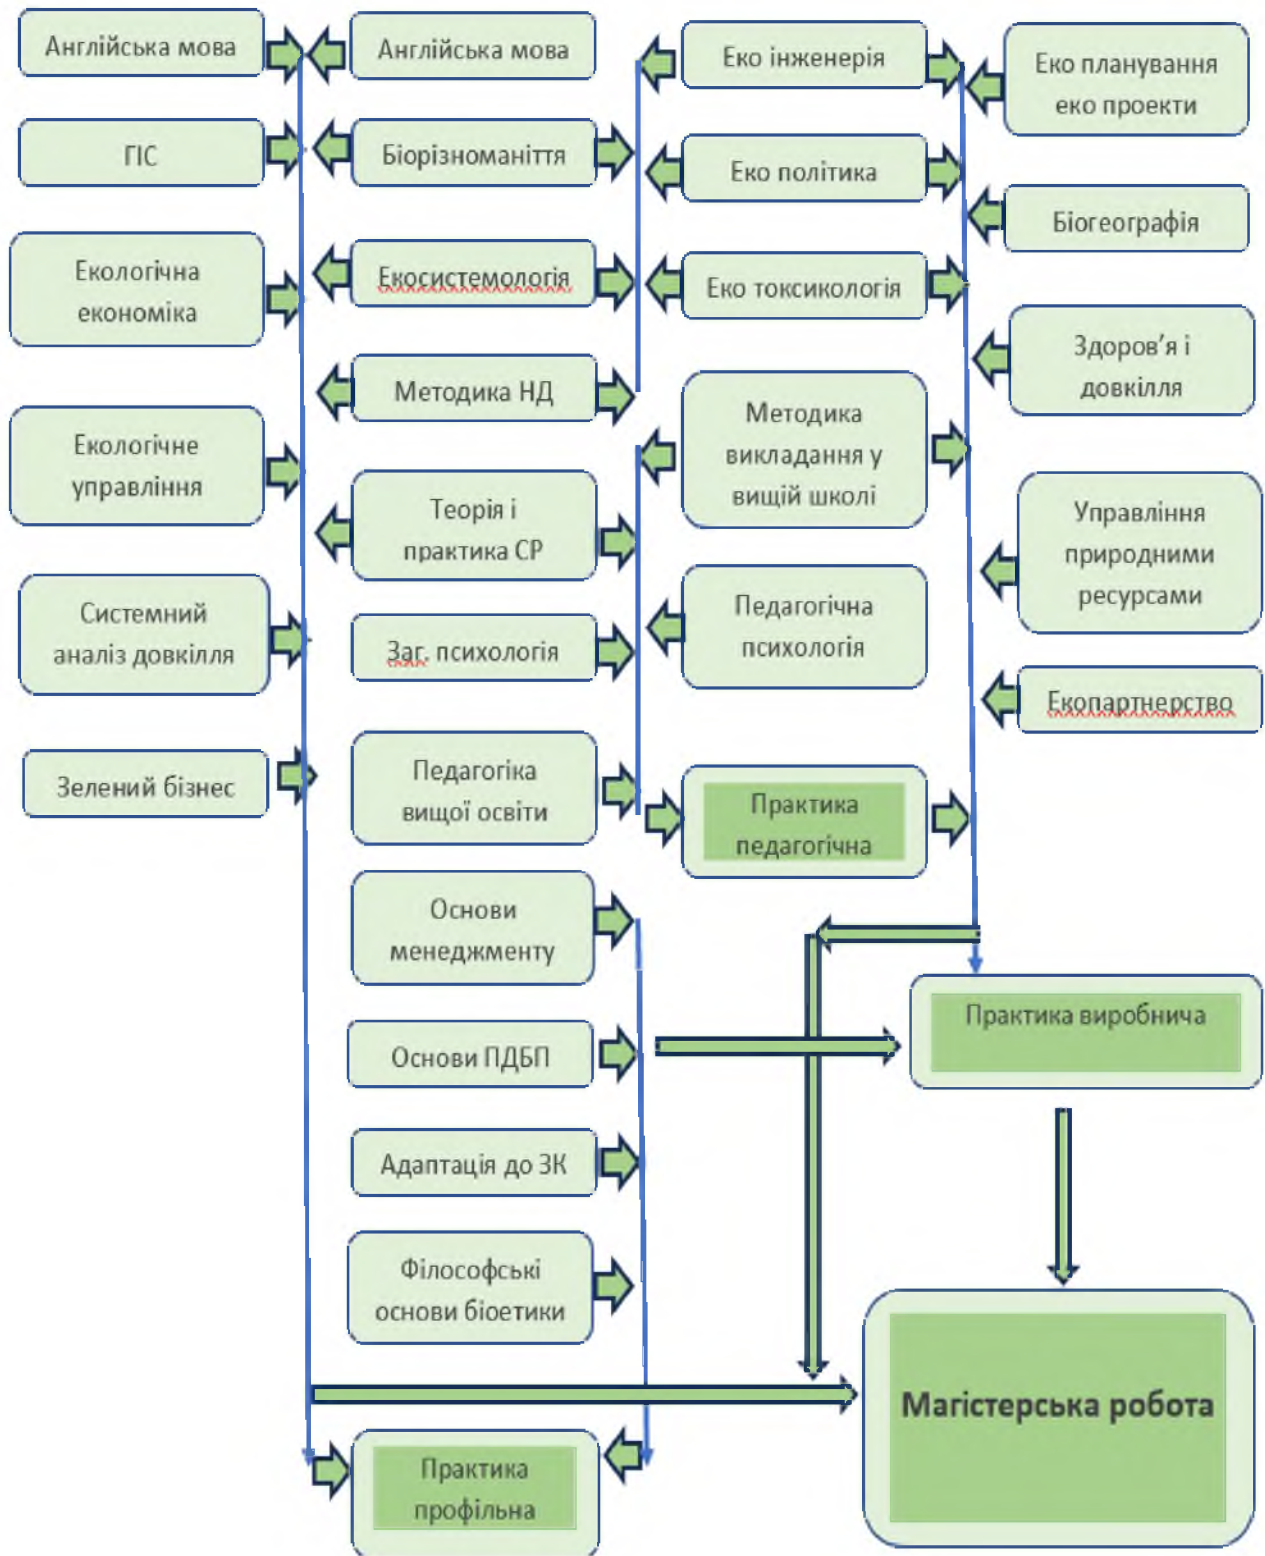 Англійська мова
ГІС
Екологічна
економіка
Екологічне
управління
Системний
аналіз довкілля
Зелений бізнес
Англійська мова
Біорізноманіття
Екосистемологія
Методика НД
Теорія і
практика СР
Заг. психологія
Педагогіка
вищої освіти
Основи
менеджменту
Основи ПДБП
Адаптація до ЗК
Філософські
основи біоетики
Практика
профільна
Еко інженерія
Еко політика
Еко токсикологія
Методика
викладання у
вищій школі
Педагогічна
психологія
Практика
педагогічна
Еко планування
еко проекти
Біогеографія
Здоров’я і
довкілля
Управління
природними
ресурсами
Екопартнерство
Практика виробнича
Магістерська робота